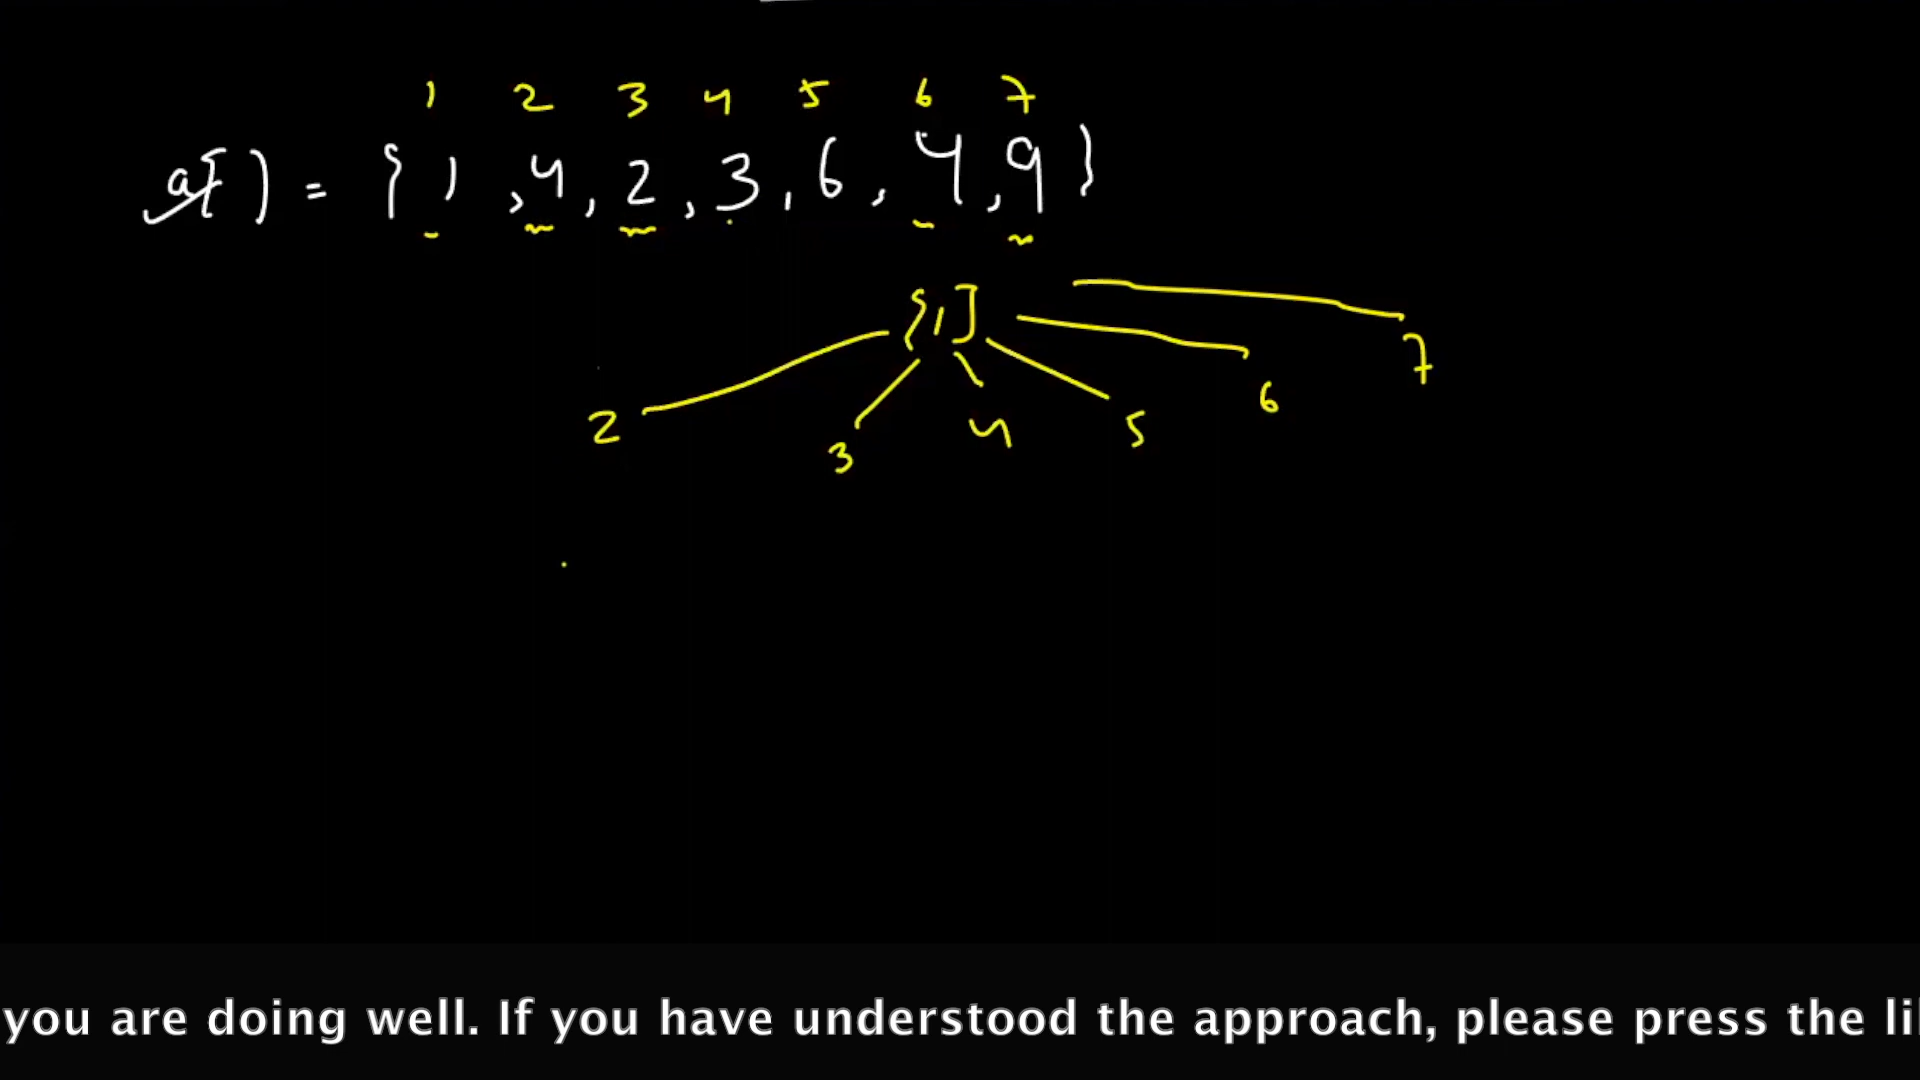 1 2 3 4 5 6 7
a[] = { 1 , 4 , 2 , 3 , 6 , 4 , 9 }
{1]
2 3 4 5 6 7
you are doing well. If you have understood the approach, please press the li